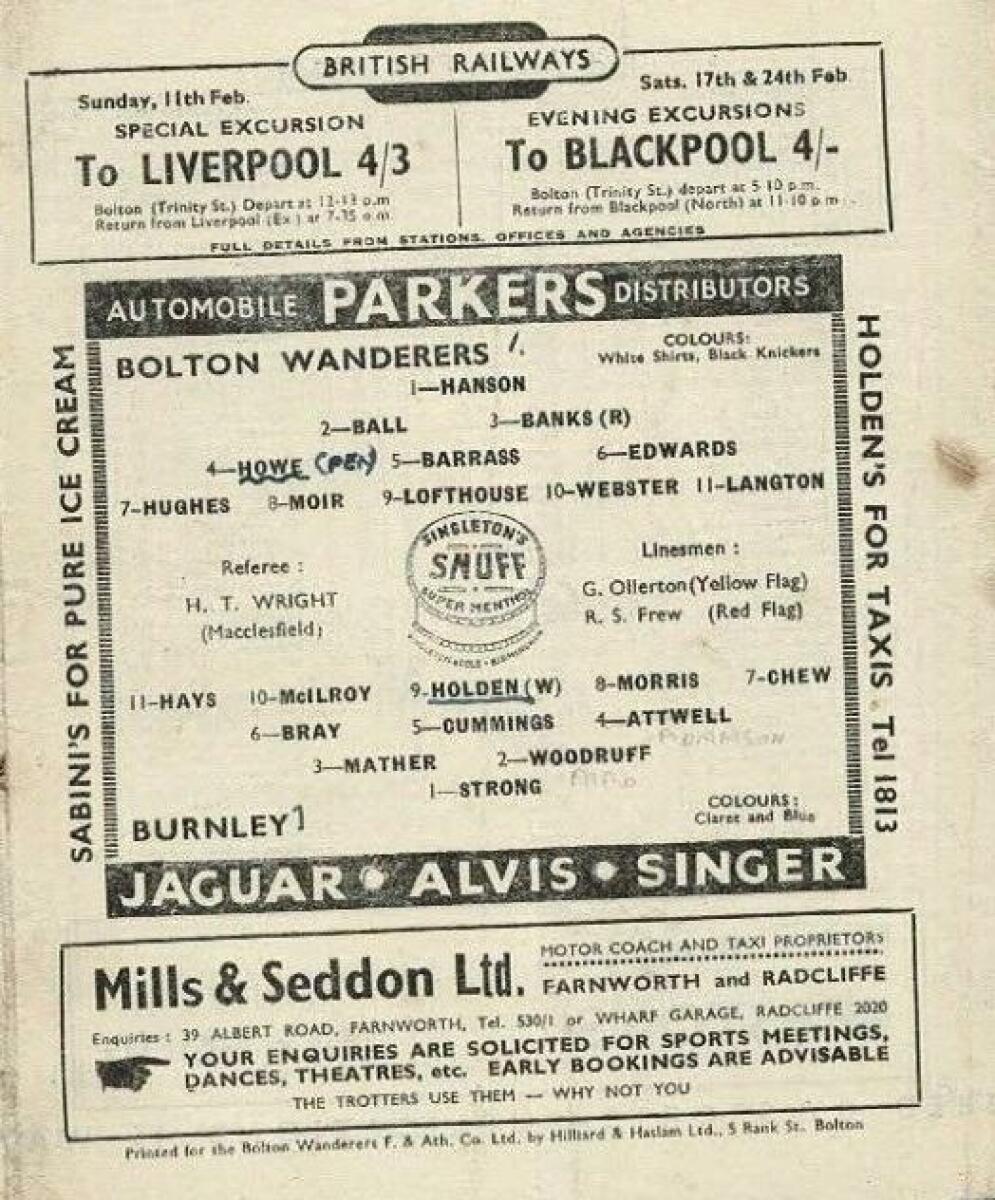 BRITISH RAILWAYS
Sunday, 11th Feb.
SPECIAL EXCURSION
To LIVERPOOL 4/3
Bolton (Trinity St.) Depart at 12-13 p.m
Return from Liverpool (Ex.) at 7-35 p.m.
Sats. 17th & 24th Feb
EVENING EXCURSIONS
To BLACKPOOL 4/-
Bolton (Trinity St.) depart at 5-10 p.m.
Return from Blackpool (North) at 11-10 p.m.
FULL DETAILS FROM STATIONS, OFFICES AND AGENCIES
SABINI'S FOR PURE ICE CREAM
AUTOMOBILE PARKERS DISTRIBUTORS
BOLTON WANDERERS 1.
COLOURS:
White Shirts, Black Knickers
1—HANSON
2—BALL 3—BANKS (R)
4—HOWE (PEN) 5—BARRASS 6—EDWARDS
7-HUGHES 8-MOIR 9-LOFTHOUSE 10-WEBSTER 11-LANGTON
Referee :
H. T. WRIGHT
(Macclesfield)
SINGLETON'S
SNUFF
SUPER MENTHOL
Linesmen :
G. Ollerton (Yellow Flag)
R. S. Frew (Red Flag)
11-HAYS 10-McILROY 9-HOLDEN (W) 8-MORRIS 7-CHEW
6—BRAY 5—CUMMINGS 4—ATTWELL
ADAMSON
3—MATHER 2—WOODRUFF
1—STRONG
BURNLEY 1
COLOURS:
Claret and Blue
JAGUAR • ALVIS • SINGER
HOLDEN'S FOR TAXIS. Tel 1813
Mills & Seddon Ltd.
MOTOR COACH AND TAXI PROPRIETORS
FARNWORTH and RADCLIFFE
Enquiries : 39 ALBERT ROAD, FARNWORTH, Tel. 530/1 or WHARF GARAGE, RADCLIFFE 2020
YOUR ENQUIRIES ARE SOLICITED FOR SPORTS MEETINGS,
DANCES, THEATRES, etc. EARLY BOOKINGS ARE ADVISABLE
THE TROTTERS USE THEM — WHY NOT YOU
Printed for the Bolton Wanderers F. & Ath. Co. Ltd. by Hilliard & Haslam Ltd., 5 Bank St. Bolton